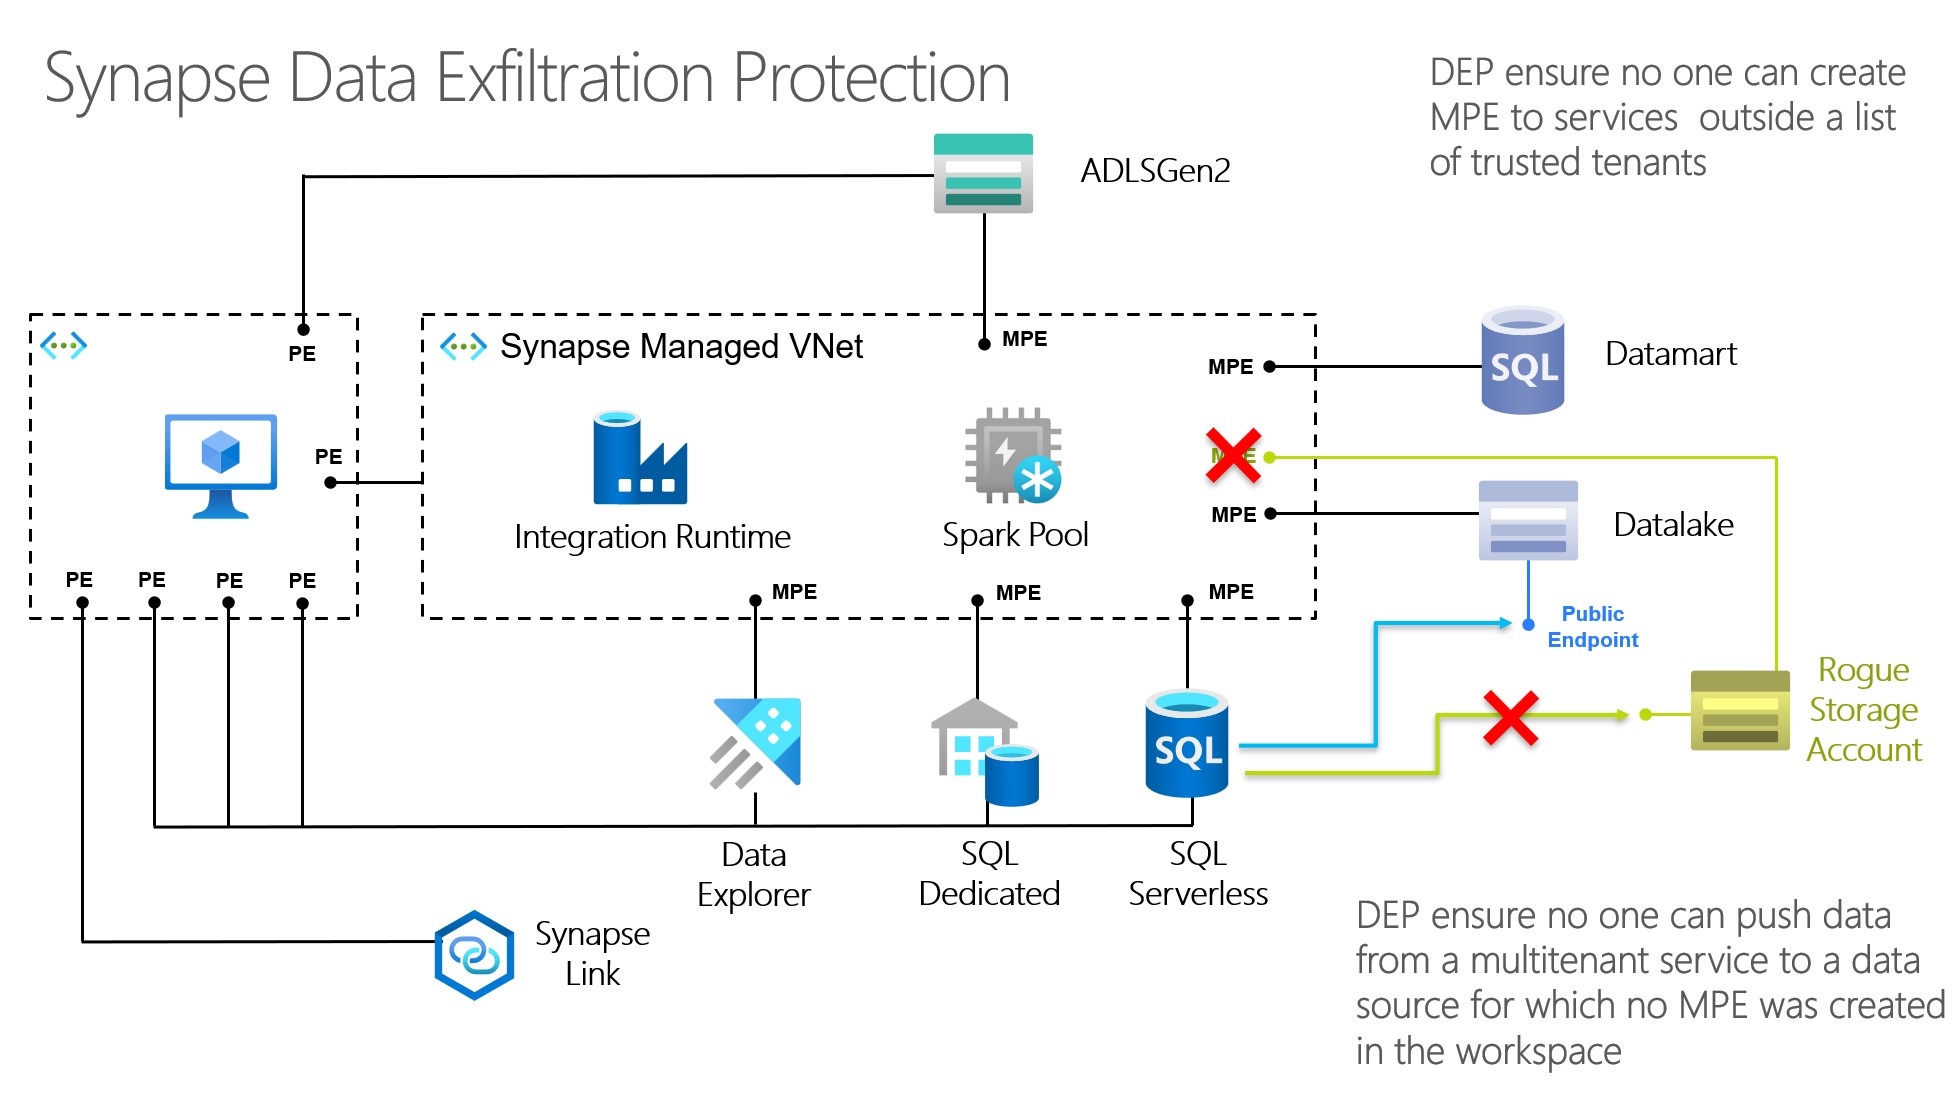 Synapse Data Exfiltration Protection
DEP ensure no one can create
MPE to services outside a list
of trusted tenants
ADLSGen2
PE
Synapse Managed VNet
MPE
MPE
SQL
Datamart
PE
MPE
Integration Runtime
Spark Pool
MPE
Datalake
PE
PE
PE
PE
MPE
MPE
MPE
Public
Endpoint
Rogue
Storage
Account
SQL
Data
Explorer
SQL
Dedicated
SQL
Serverless
Synapse
Link
DEP ensure no one can push data
from a multitenant service to a data
source for which no MPE was created
in the workspace